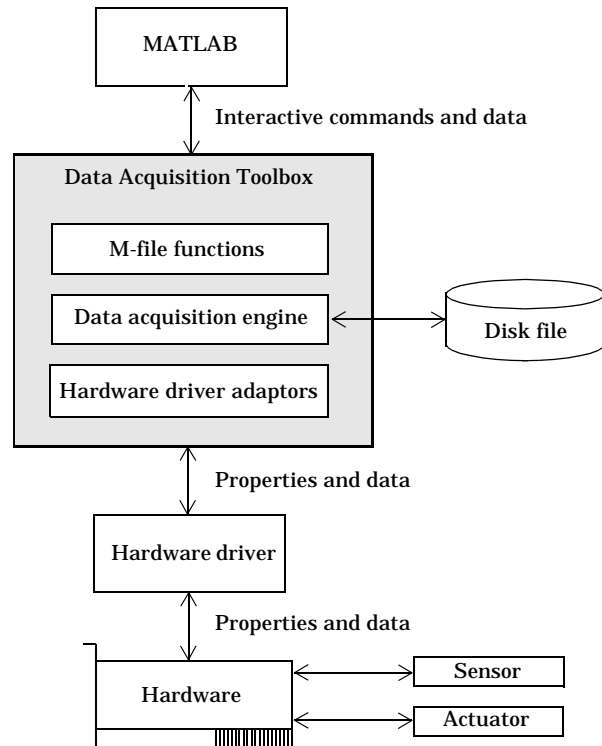 MATLAB
Interactive commands and data
Data Acquisition Toolbox
M-file functions
Data acquisition engine
Disk file
Hardware driver adaptors
Properties and data
Hardware driver
Properties and data
Sensor
Hardware
Actuator